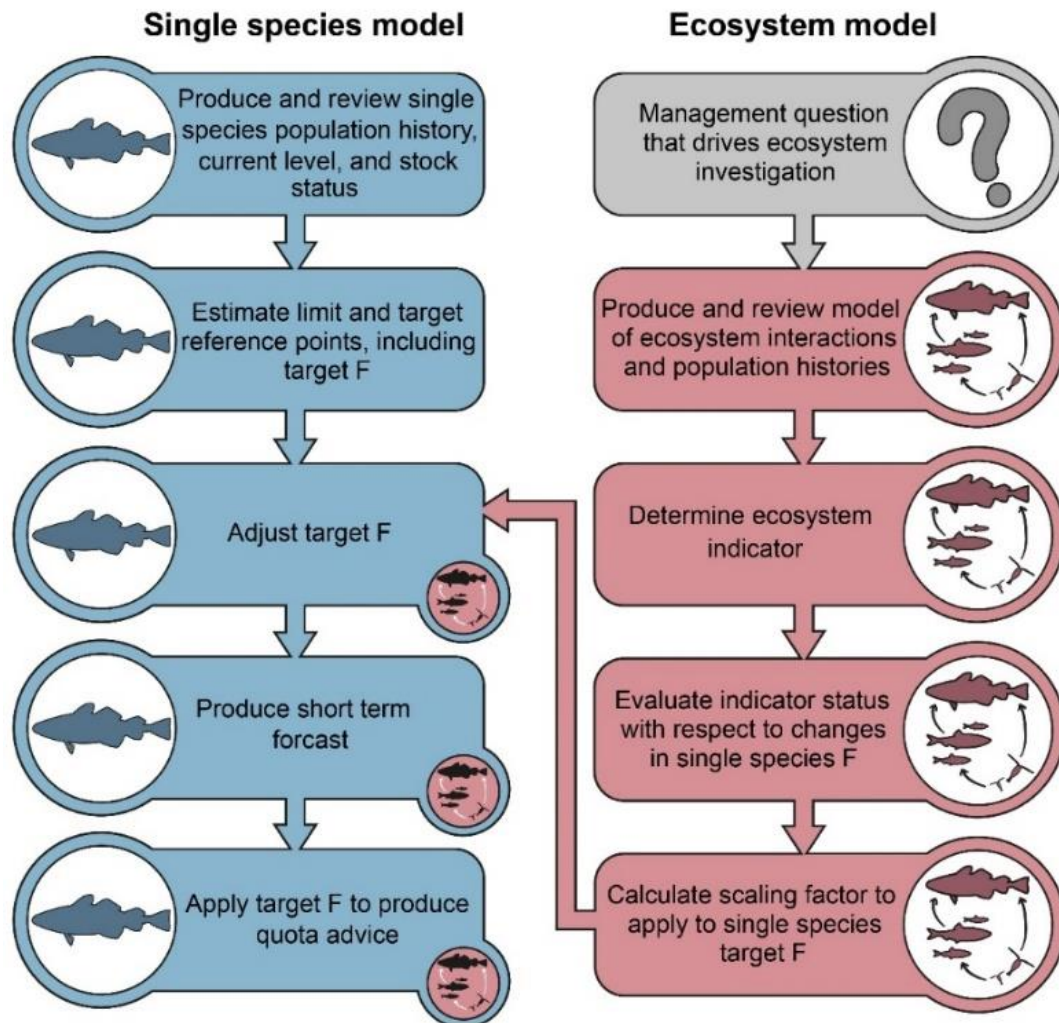 Single species model
Produce and review single
species population history,
current level, and stock
status
Estimate limit and target
reference points, including
target F
Adjust target F
Produce short term
forcast
Apply target F to produce
quota advice
Ecosystem model
Management question
that drives ecosystem
investigation
Produce and review model
of ecosystem interactions
and population histories
Determine ecosystem
indicator
Evaluate indicator status
with respect to changes
in single species F
Calculate scaling factor to
apply to single species
target F